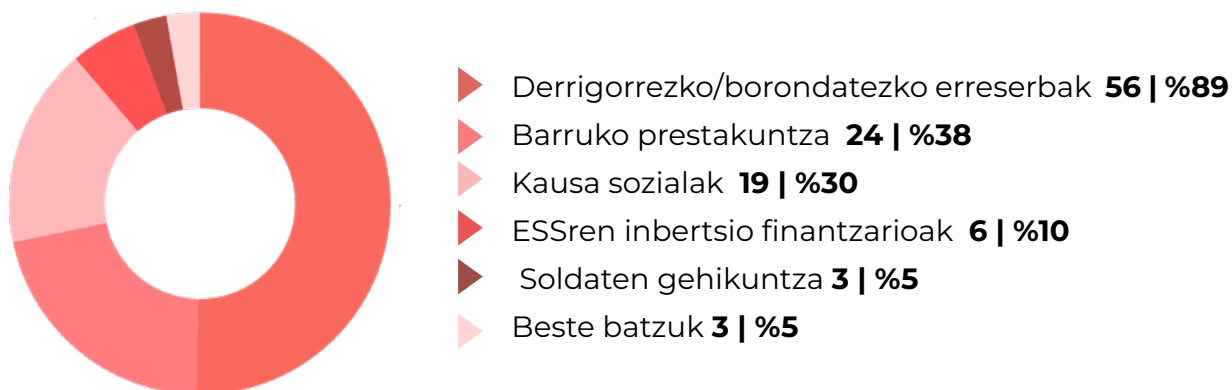 Derrigorrezko/borondatezko erreserbak 56 | %89
Barruko prestakuntza 24 | %38
Kausa sozialak 19 | %30
ESSren inbertsio finantzarioak 6 | %10
Soldaten gehikuntza 3 | %5
Beste batzuk 3 | %5